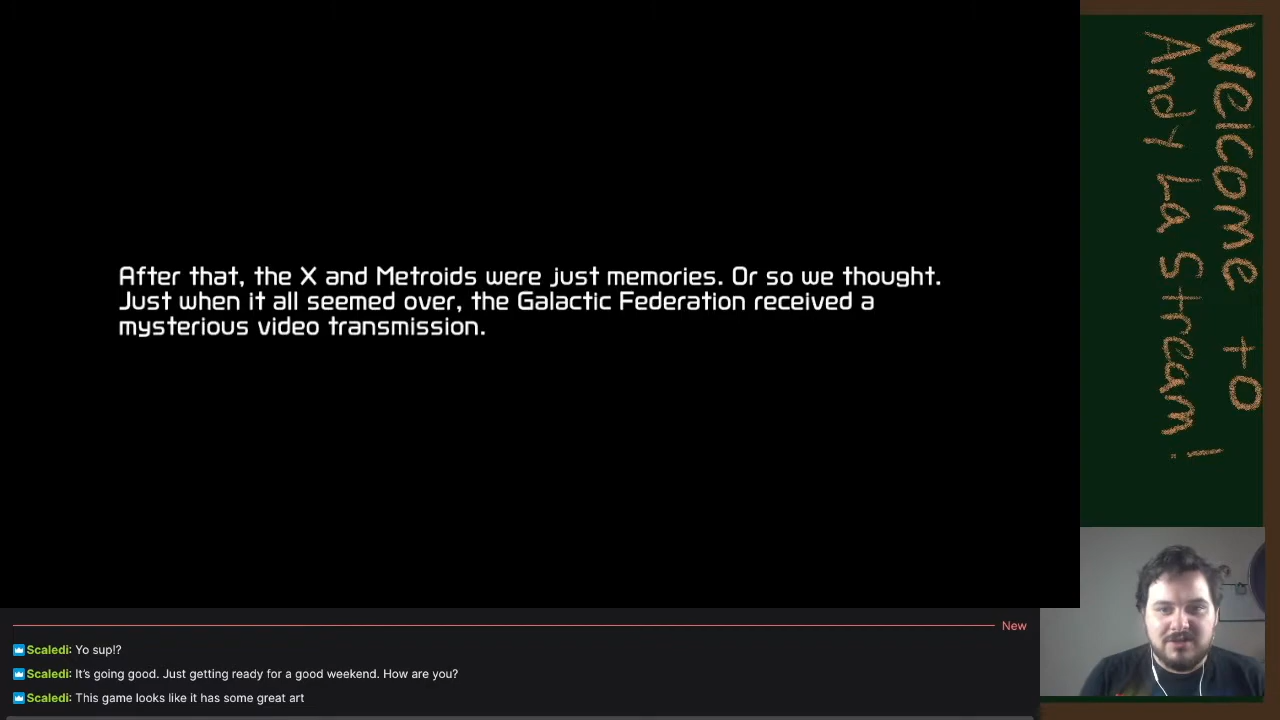 After that, the X and Metroids were just memories. Or so we thought.
Just when it all seemed over, the Galactic Federation received a
mysterious video transmission.
Welcome to
Andy La Stream!
New
Scaledi: Yo sup!?
Scaledi: It's going good. Just getting ready for a good weekend. How are you?
Scaledi: This game looks like it has some great art